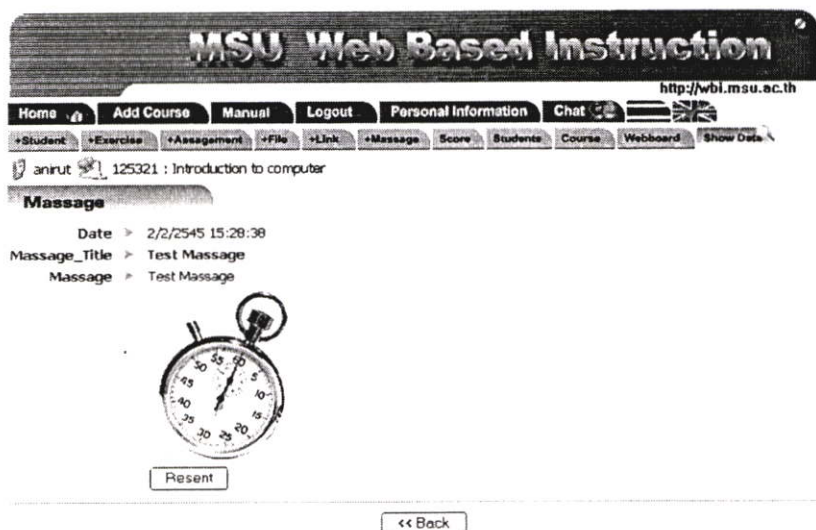 MSU Web Based Instruction
http://wbi.msu.ac.th
Home Add Course Manual Logout Personal Information Chat
+Student +Exercise +Assagement +File +Link +Massage Score Students Course Webboard Show Data
anirut 125321 : Introduction to computer
Massage
Date 2/2/2545 15:28:38
Massage_Title Test Massage
Massage Test Massage
60
55 5
50 10
45 15
40 20
35 25
30
Resent
<< Back